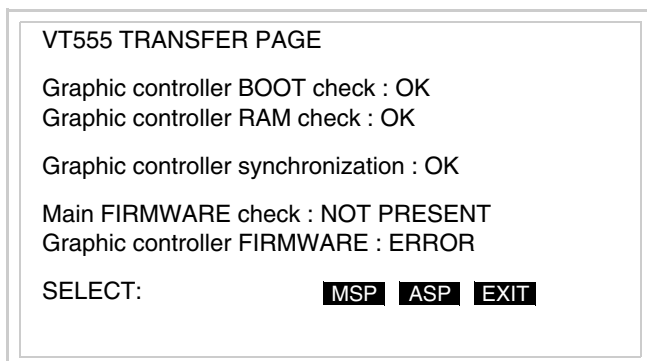 VT555 TRANSFER PAGE
Graphic controller BOOT check : OK
Graphic controller RAM check : OK
Graphic controller synchronization : OK
Main FIRMWARE check : NOT PRESENT
Graphic controller FIRMWARE : ERROR
SELECT: MSP ASP EXIT